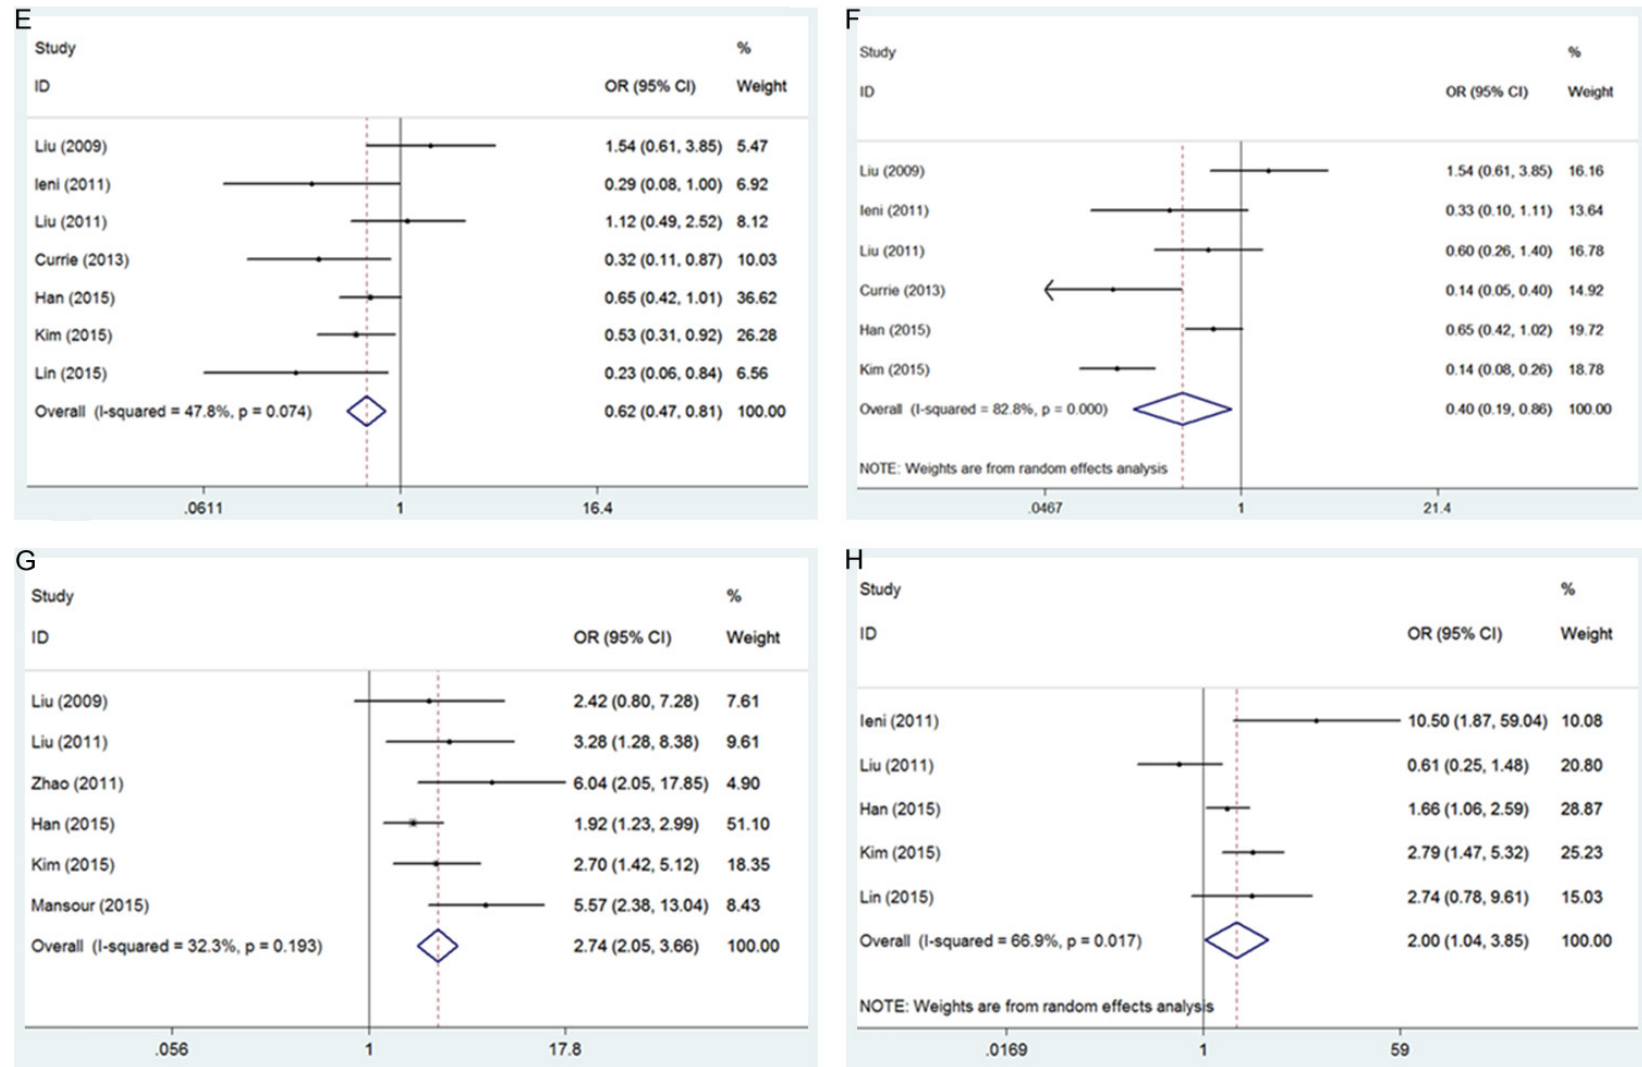 E
Study %
ID OR (95% CI) Weight
Liu (2009) 1.54 (0.61, 3.85) 5.47
Ieni (2011) 0.29 (0.08, 1.00) 6.92
Liu (2011) 1.12 (0.49, 2.52) 8.12
Currie (2013) 0.32 (0.11, 0.87) 10.03
Han (2015) 0.65 (0.42, 1.01) 36.62
Kim (2015) 0.53 (0.31, 0.92) 26.28
Lin (2015) 0.23 (0.06, 0.84) 6.56
Overall (I-squared = 47.8%, p = 0.074) 0.62 (0.47, 0.81) 100.00
.0611 1 16.4
F
Study %
ID OR (95% CI) Weight
Liu (2009) 1.54 (0.61, 3.85) 16.16
Ieni (2011) 0.33 (0.10, 1.11) 13.64
Liu (2011) 0.60 (0.26, 1.40) 16.78
Currie (2013) 0.14 (0.05, 0.40) 14.92
Han (2015) 0.65 (0.42, 1.02) 19.72
Kim (2015) 0.14 (0.08, 0.26) 18.78
Overall (I-squared = 82.8%, p = 0.000) 0.40 (0.19, 0.86) 100.00
NOTE: Weights are from random effects analysis
.0467 1 21.4
G
Study %
ID OR (95% CI) Weight
Liu (2009) 2.42 (0.80, 7.28) 7.61
Liu (2011) 3.28 (1.28, 8.38) 9.61
Zhao (2011) 6.04 (2.05, 17.85) 4.90
Han (2015) 1.92 (1.23, 2.99) 51.10
Kim (2015) 2.70 (1.42, 5.12) 18.35
Mansour (2015) 5.57 (2.38, 13.04) 8.43
Overall (I-squared = 32.3%, p = 0.193) 2.74 (2.05, 3.66) 100.00
.056 1 17.8
H
Study %
ID OR (95% CI) Weight
Ieni (2011) 10.50 (1.87, 59.04) 10.08
Liu (2011) 0.61 (0.25, 1.48) 20.80
Han (2015) 1.66 (1.06, 2.59) 28.87
Kim (2015) 2.79 (1.47, 5.32) 25.23
Lin (2015) 2.74 (0.78, 9.61) 15.03
Overall (I-squared = 66.9%, p = 0.017) 2.00 (1.04, 3.85) 100.00
NOTE: Weights are from random effects analysis
.0169 1 59